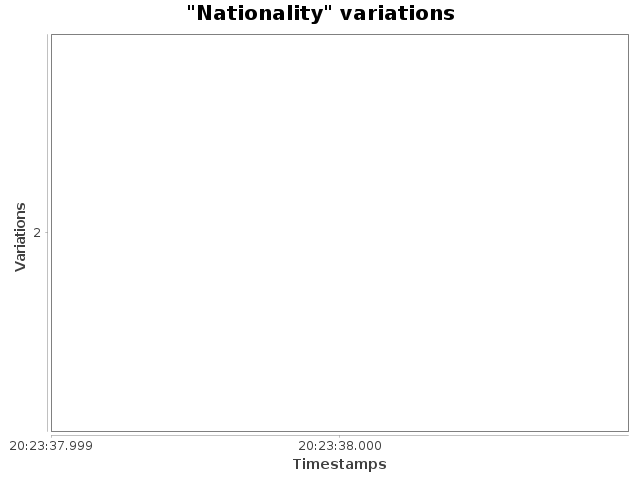 "Nationality" variations
Variations
2
20:23:37.999
20:23:38.000
Timestamps